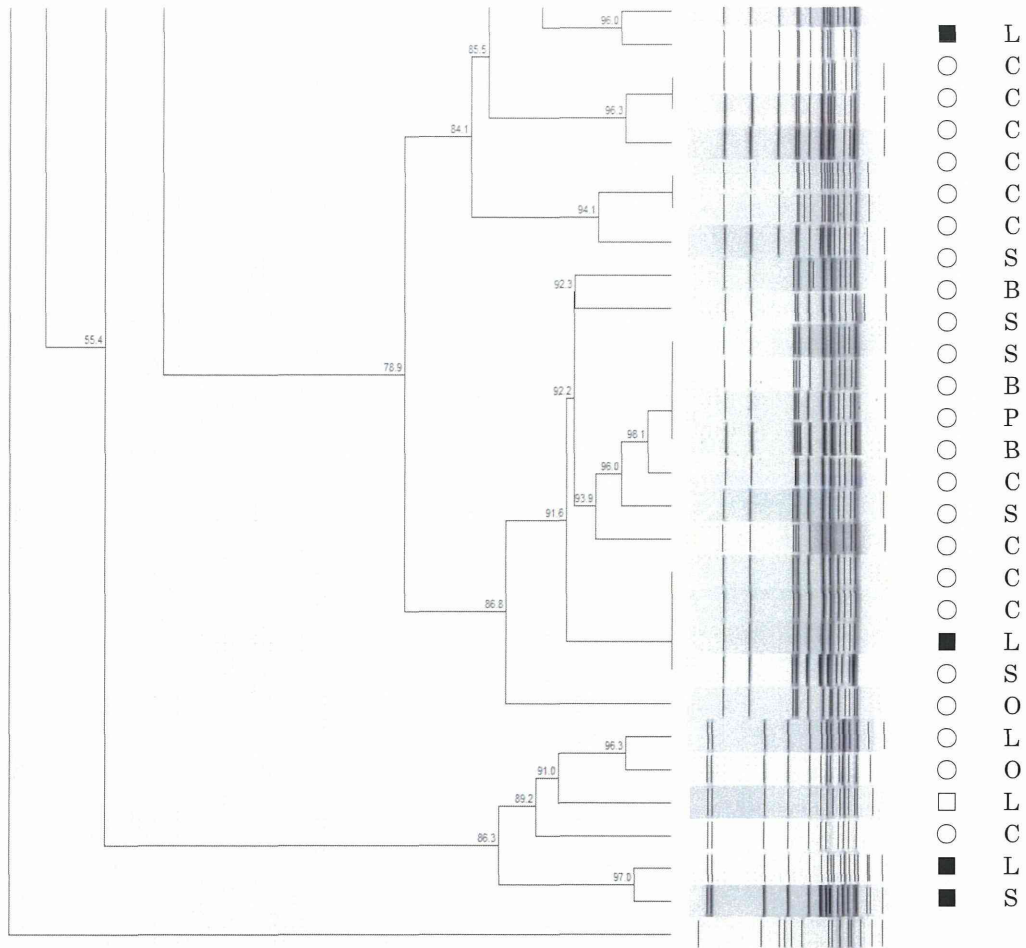 96.0
85.5
96.3
84.1
94.1
92.3
55.4
78.9
92.2
98.1
96.0
93.9
91.6
86.8
96.3
91.0
89.2
86.3
97.0
■ L
○ C
○ C
○ C
○ C
○ C
○ C
○ S
○ B
○ S
○ S
○ B
○ P
○ B
○ C
○ S
○ C
○ C
○ C
■ L
○ S
○ O
○ L
○ O
□ L
○ C
■ L
■ S